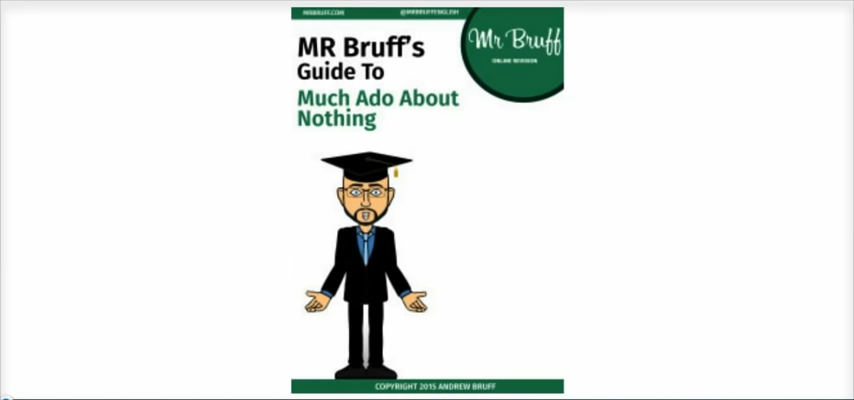 MRBRUFF.COM @MRBRUFFENGLISH
Mr Bruff
ONLINE REVISION
MR Bruff's
Guide To
Much Ado About
Nothing
COPYRIGHT 2015 ANDREW BRUFF